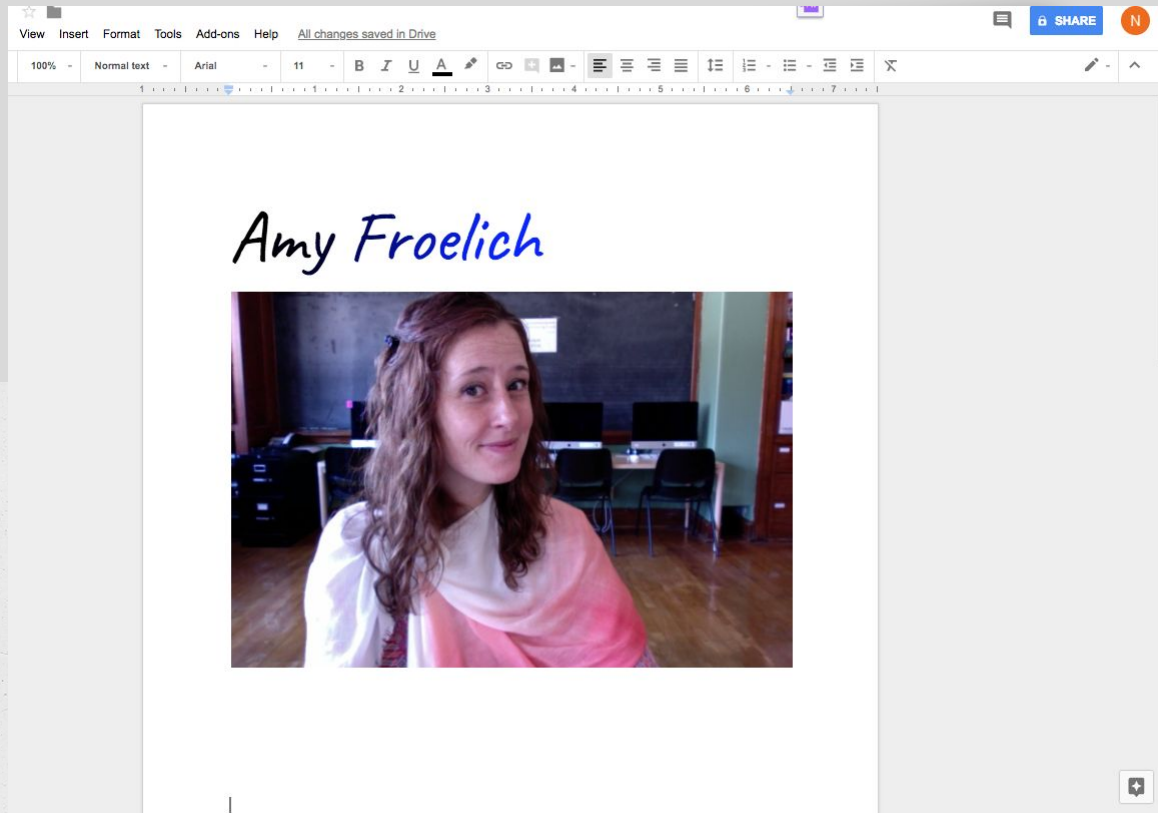 N
SHARE
View Insert Format Tools Add-ons Help All changes saved in Drive
100% Normal text Arial 11 B I U A
1 1 2 3 4 5 6 7
Amy Froelich